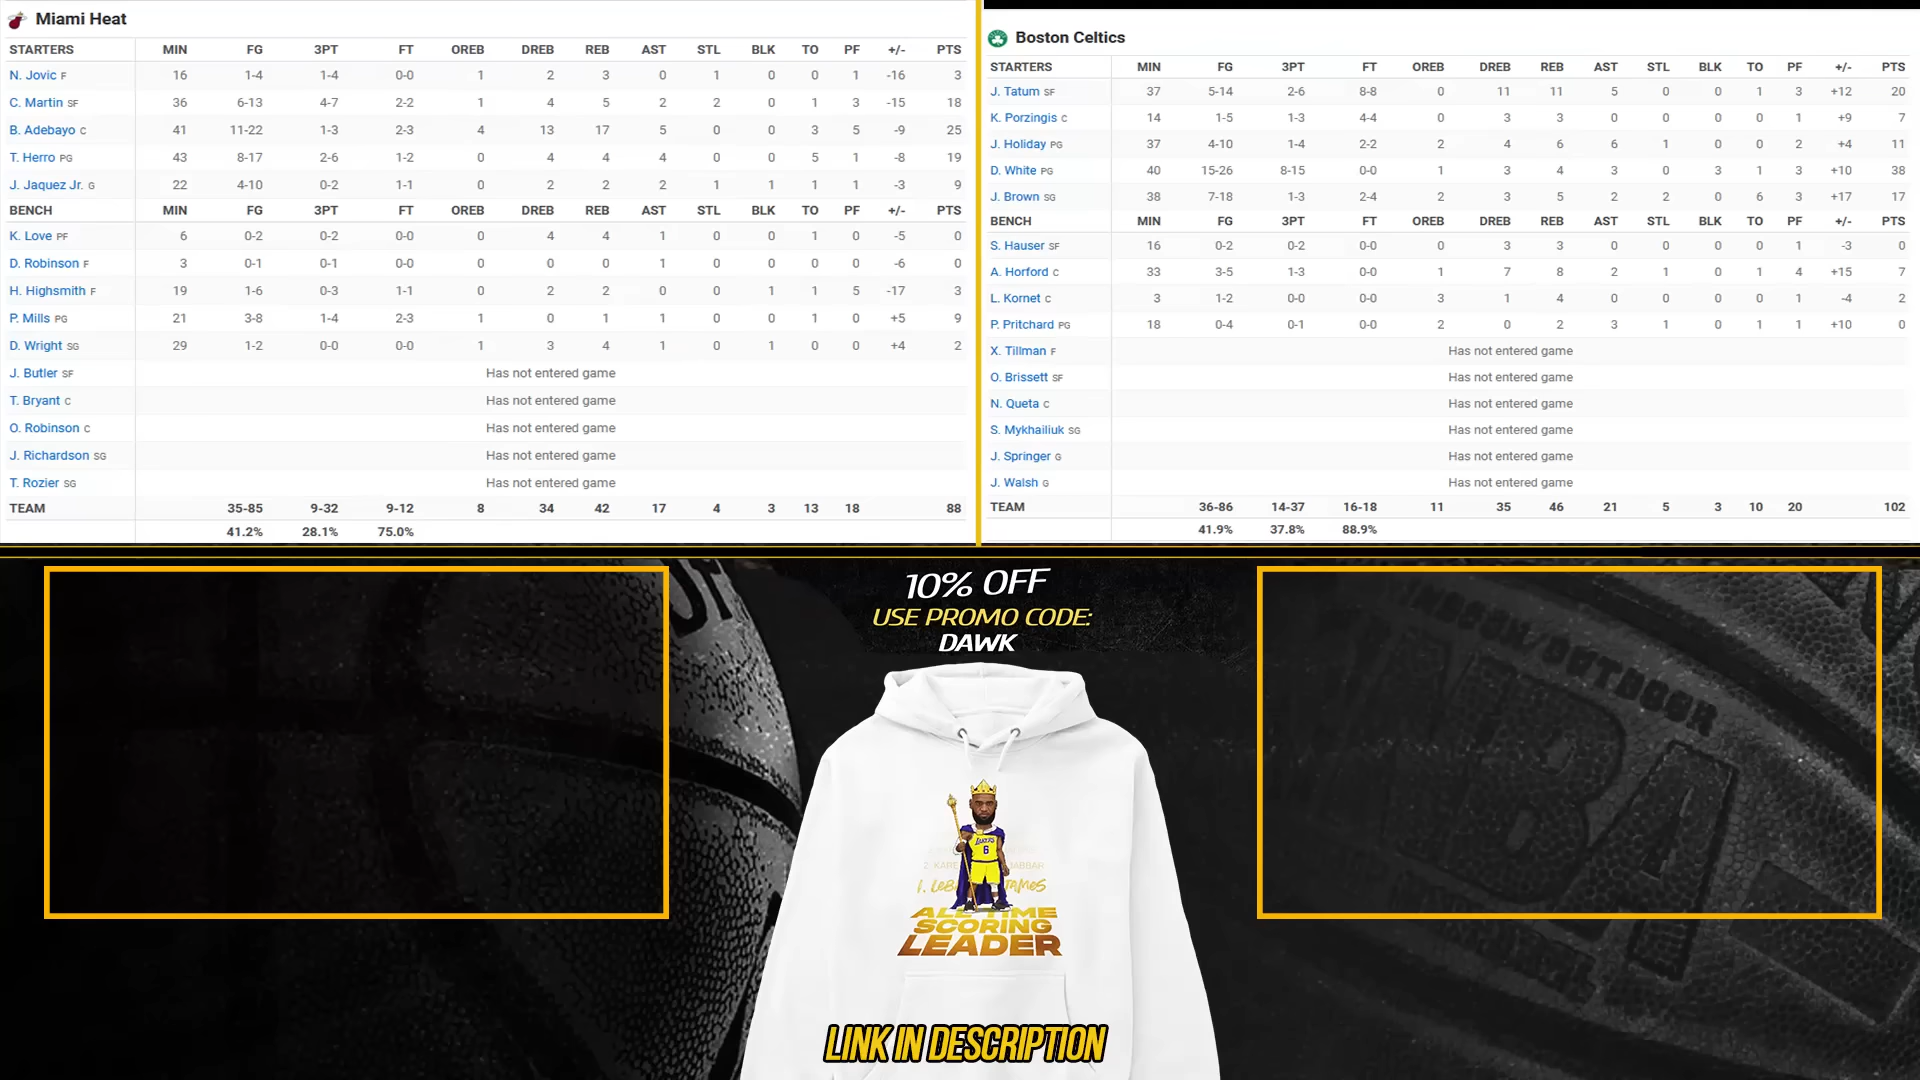 Miami Heat
STARTERS MIN FG 3PT FT OREB DREB REB AST STL BLK TO PF +/- PTS
N. Jovic F 16 1-4 1-4 0-0 1 2 3 0 1 0 0 1 -16 3
C. Martin SF 36 6-13 4-7 2-2 1 4 5 2 2 0 1 3 -15 18
B. Adebayo C 41 11-22 1-3 2-3 4 13 17 5 0 0 3 5 -9 25
T. Herro PG 43 8-17 2-6 1-2 0 4 4 4 0 0 5 1 -8 19
J. Jaquez Jr. G 22 4-10 0-2 1-1 0 2 2 2 1 1 1 1 -3 9
BENCH MIN FG 3PT FT OREB DREB REB AST STL BLK TO PF +/- PTS
K. Love PF 6 0-2 0-2 0-0 0 4 4 1 0 0 1 0 -5 0
D. Robinson F 3 0-1 0-1 0-0 0 0 0 1 0 0 0 0 -6 0
H. Highsmith F 19 1-6 0-3 1-1 0 2 2 0 0 1 1 5 -17 3
P. Mills PG 21 3-8 1-4 2-3 1 0 1 1 0 0 1 0 +5 9
D. Wright SG 29 1-2 0-0 0-0 1 3 4 1 0 1 0 0 +4 2
J. Butler SF Has not entered game
T. Bryant C Has not entered game
O. Robinson C Has not entered game
J. Richardson SG Has not entered game
T. Rozier SG Has not entered game
TEAM 35-85 9-32 9-12 8 34 42 17 4 3 13 18 88
41.2% 28.1% 75.0%
Boston Celtics
STARTERS MIN FG 3PT FT OREB DREB REB AST STL BLK TO PF +/- PTS
J. Tatum SF 37 5-14 2-6 8-8 0 11 11 5 0 0 1 3 +12 20
K. Porzingis C 14 1-5 1-3 4-4 0 3 3 0 0 0 0 1 +9 7
J. Holiday PG 37 4-10 1-4 2-2 2 4 6 6 1 0 0 2 +4 11
D. White PG 40 15-26 8-15 0-0 1 3 4 3 0 3 1 3 +10 38
J. Brown SG 38 7-18 1-3 2-4 2 3 5 2 2 0 6 3 +17 17
BENCH MIN FG 3PT FT OREB DREB REB AST STL BLK TO PF +/- PTS
S. Hauser SF 16 0-2 0-2 0-0 0 3 3 0 0 0 0 1 -3 0
A. Horford C 33 3-5 1-3 0-0 1 7 8 2 1 0 1 4 +15 7
L. Kornet C 3 1-2 0-0 0-0 3 1 4 0 0 0 0 1 -4 2
P. Pritchard PG 18 0-4 0-1 0-0 2 0 2 3 1 0 1 1 +10 0
X. Tillman F Has not entered game
O. Brissett SF Has not entered game
N. Queta C Has not entered game
S. Mykhailiuk SG Has not entered game
J. Springer G Has not entered game
J. Walsh G Has not entered game
TEAM 36-86 14-37 16-18 11 35 46 21 5 3 10 20 102
41.9% 37.8% 88.9%
10% OFF
USE PROMO CODE:
DAWK
LAKERS
6
ALL TIME
SCORING
LEADER
LINK IN DESCRIPTION